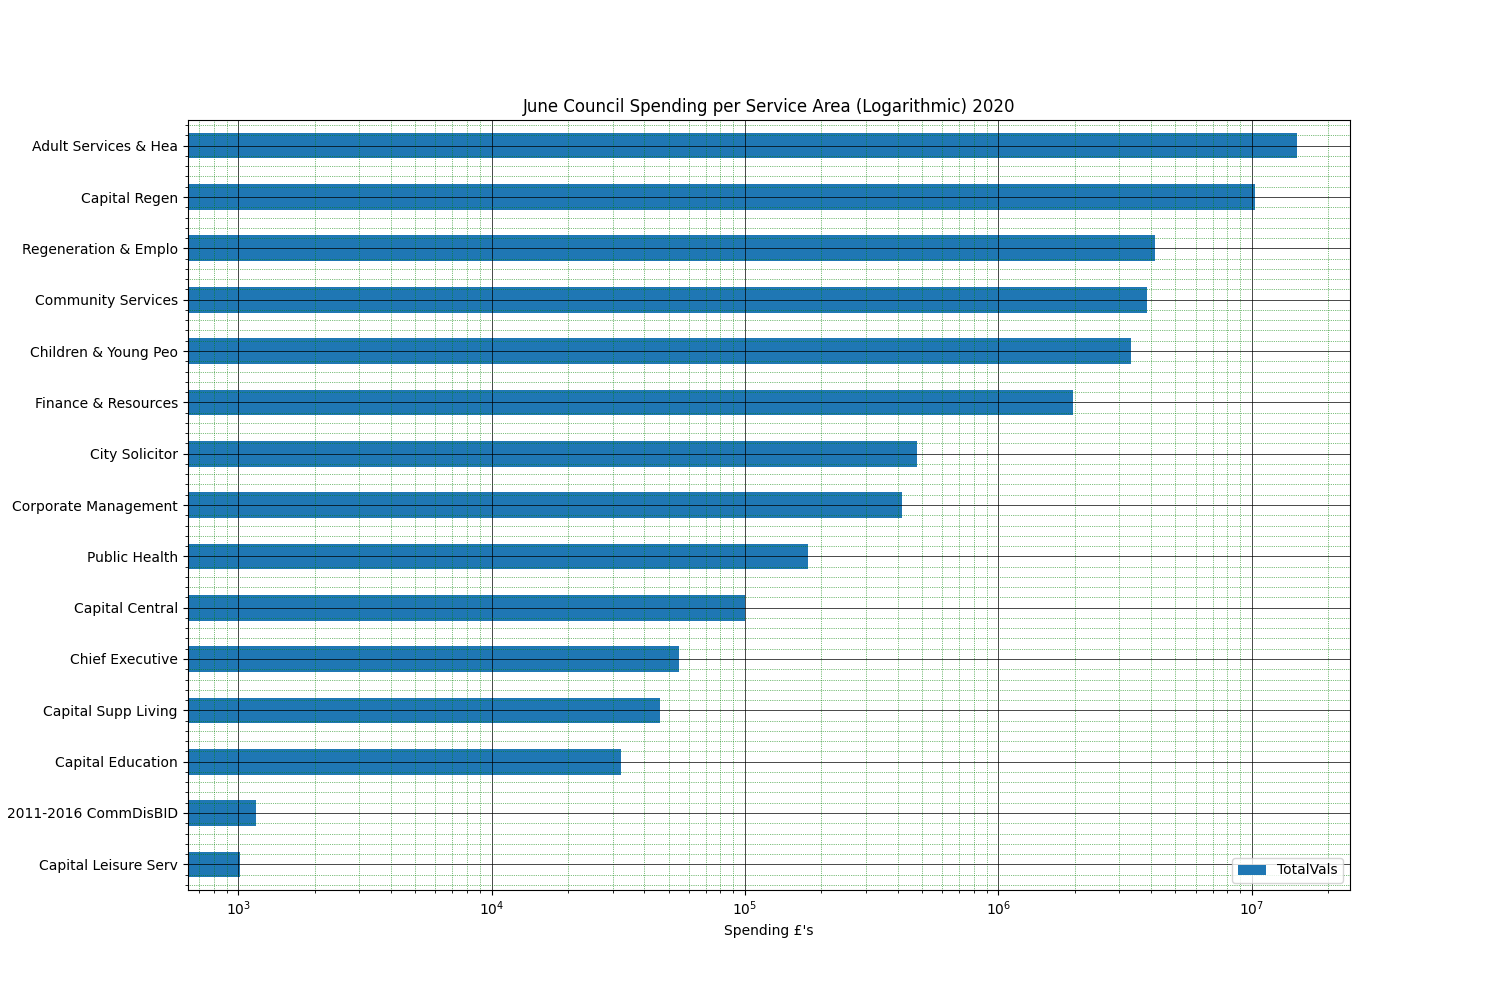 June Council Spending per Service Area (Logarithmic) 2020
Adult Services & Hea
Capital Regen
Regeneration & Emplo
Community Services
Children & Young Peo
Finance & Resources
City Solicitor
Corporate Management
Public Health
Capital Central
Chief Executive
Capital Supp Living
Capital Education
2011-2016 CommDisBID
Capital Leisure Serv
TotalVals
10³ 10⁴ 10⁵ 10⁶ 10⁷
Spending £'s